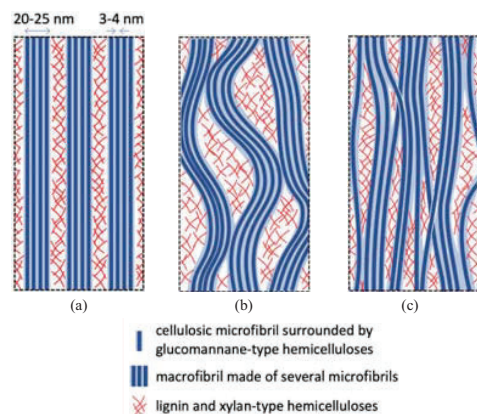 20-25 nm 3-4 nm
(a) (b) (c)
cellulosic microfibril surrounded by
glucomannane-type hemicelluloses
macrofibril made of several microfibrils
lignin and xylan-type hemicelluloses